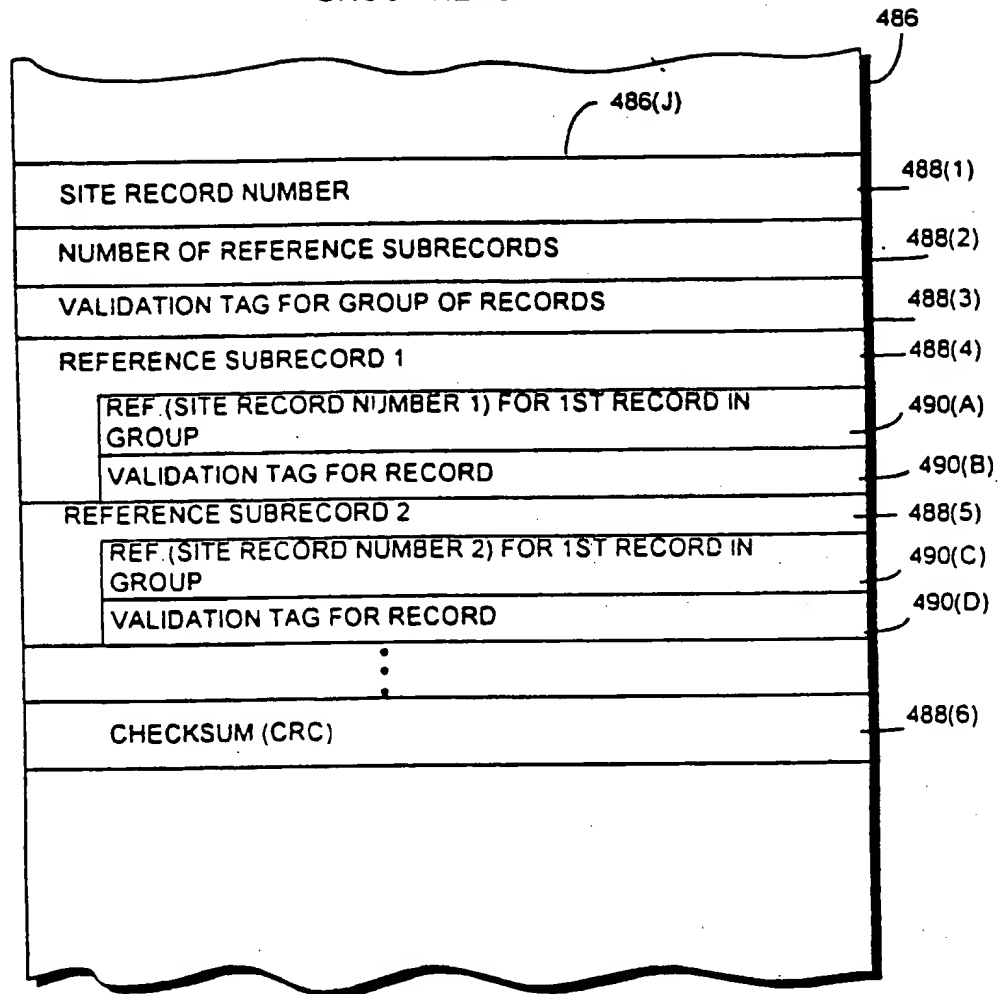 486
486(J)
SITE RECORD NUMBER 488(1)
NUMBER OF REFERENCE SUBRECORDS 488(2)
VALIDATION TAG FOR GROUP OF RECORDS 488(3)
REFERENCE SUBRECORD 1 488(4)
REF.(SITE RECORD NUMBER 1) FOR 1ST RECORD IN
GROUP 490(A)
VALIDATION TAG FOR RECORD 490(B)
REFERENCE SUBRECORD 2 488(5)
REF.(SITE RECORD NUMBER 2) FOR 1ST RECORD IN
GROUP 490(C)
VALIDATION TAG FOR RECORD 490(D)
CHECKSUM (CRC) 488(6)